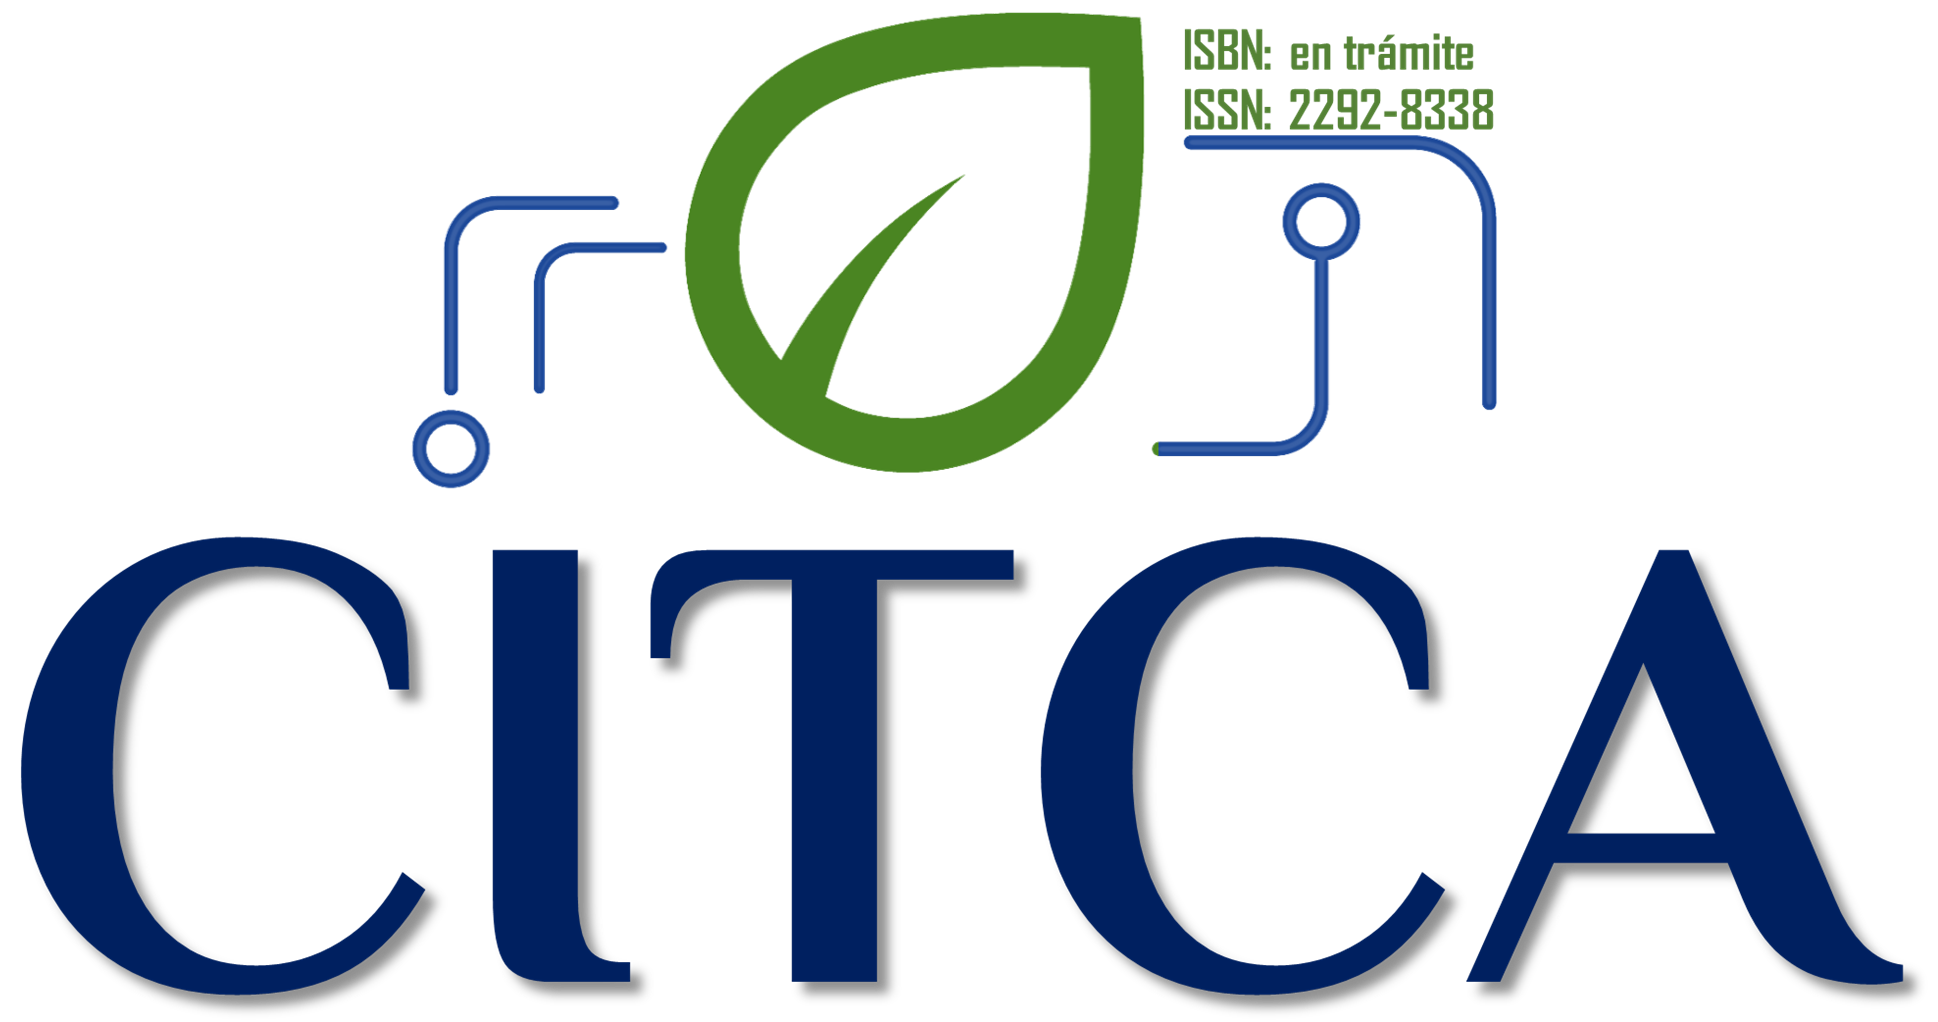 ISBN: en trámite
ISSN: 2292-8338
CITCA